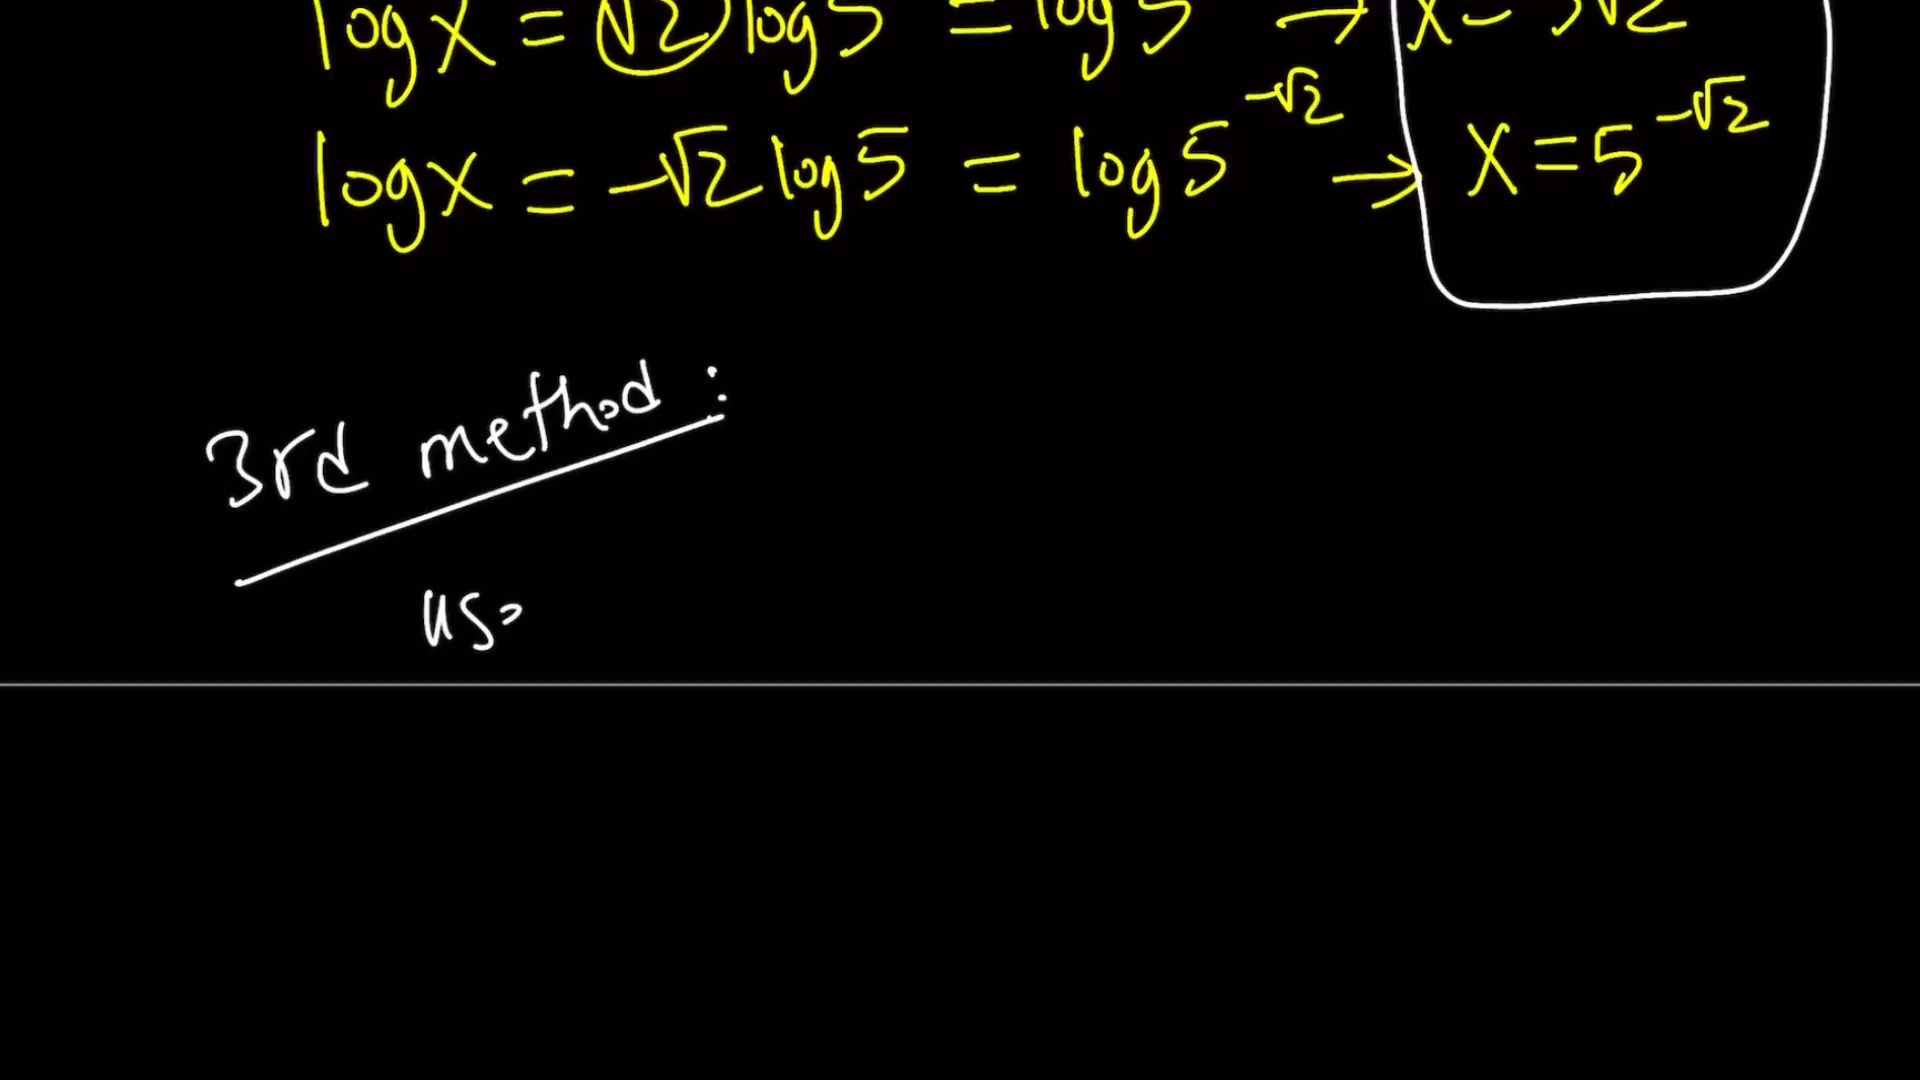 log x = √2 log 5 = log 5 → x = 5√2
log x = -√2 log 5 = log 5^-√2 → x = 5^-√2
3rd method :
us